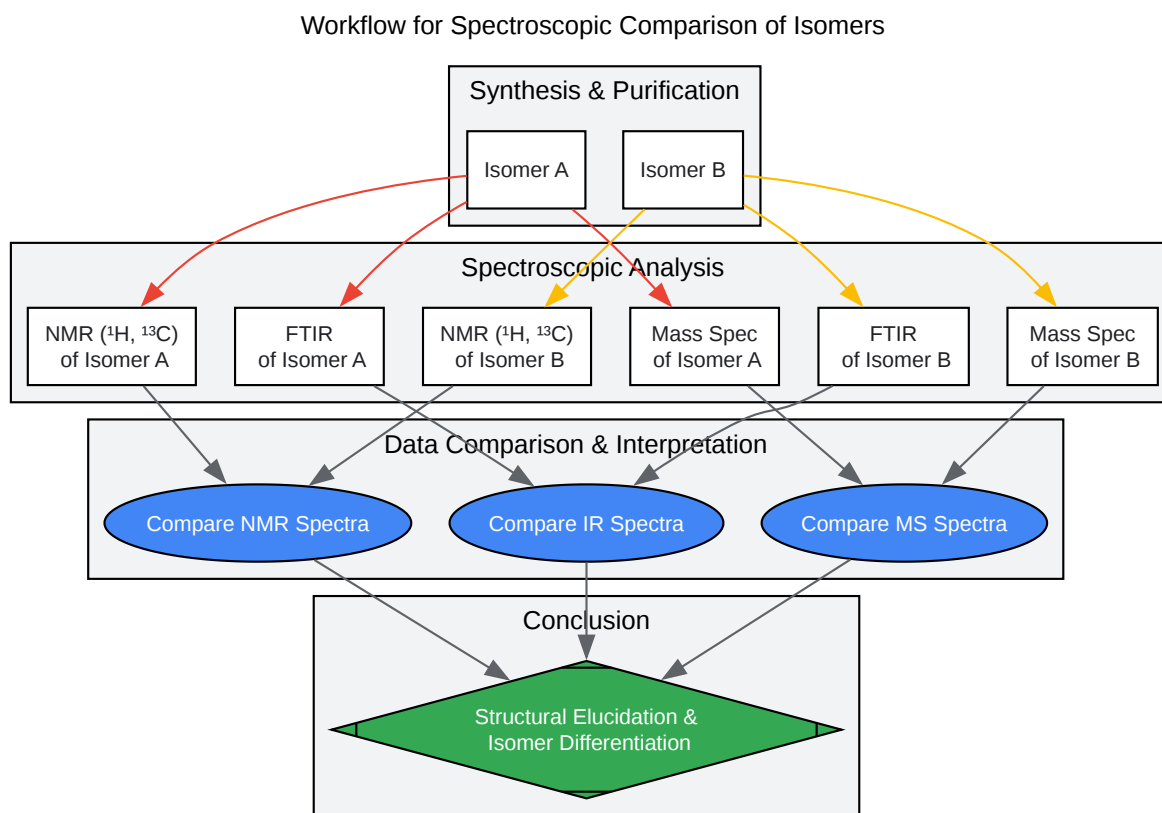 Workflow for Spectroscopic Comparison of Isomers
Synthesis & Purification
Isomer A
Isomer B
Spectroscopic Analysis
NMR (¹H, ¹³C)
of Isomer A
FTIR
of Isomer A
NMR (¹H, ¹³C)
of Isomer B
Mass Spec
of Isomer A
FTIR
of Isomer B
Mass Spec
of Isomer B
Data Comparison & Interpretation
Compare NMR Spectra
Compare IR Spectra
Compare MS Spectra
Conclusion
Structural Elucidation &
Isomer Differentiation